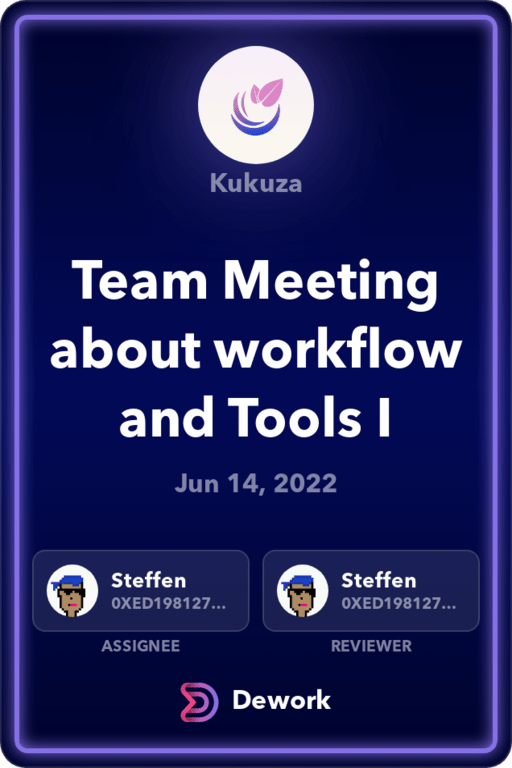 Kukuza
Team Meeting
about workflow
and Tools I
Jun 14, 2022
Steffen
0XED198127...
ASSIGNEE
Steffen
0XED198127...
REVIEWER
Dework